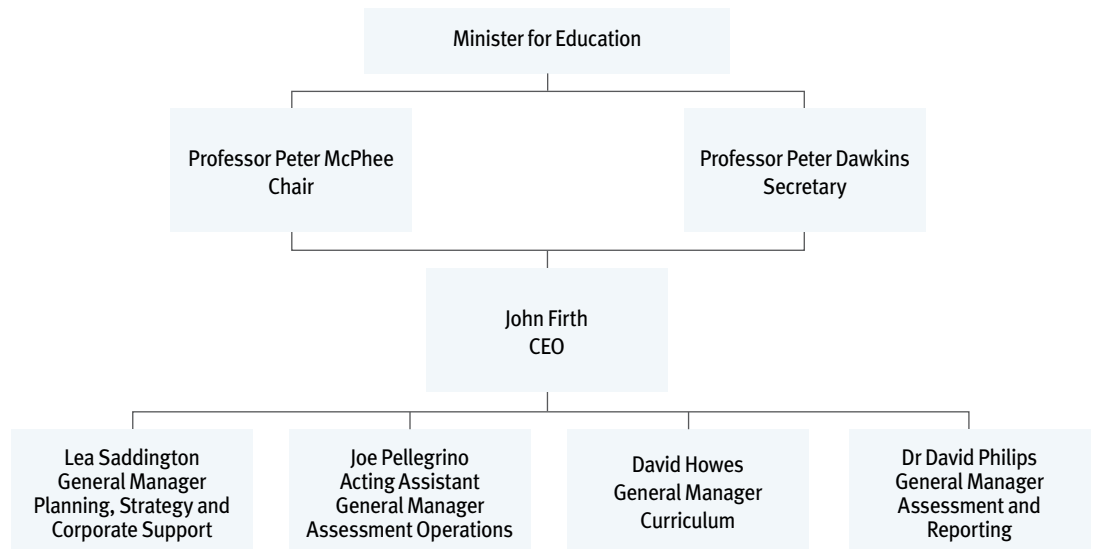 Minister for Education
Professor Peter McPhee
Chair
Professor Peter Dawkins
Secretary
John Firth
CEO
Lea Saddington
General Manager
Planning, Strategy and
Corporate Support
Joe Pellegrino
Acting Assistant
General Manager
Assessment Operations
David Howes
General Manager
Curriculum
Dr David Philips
General Manager
Assessment and
Reporting